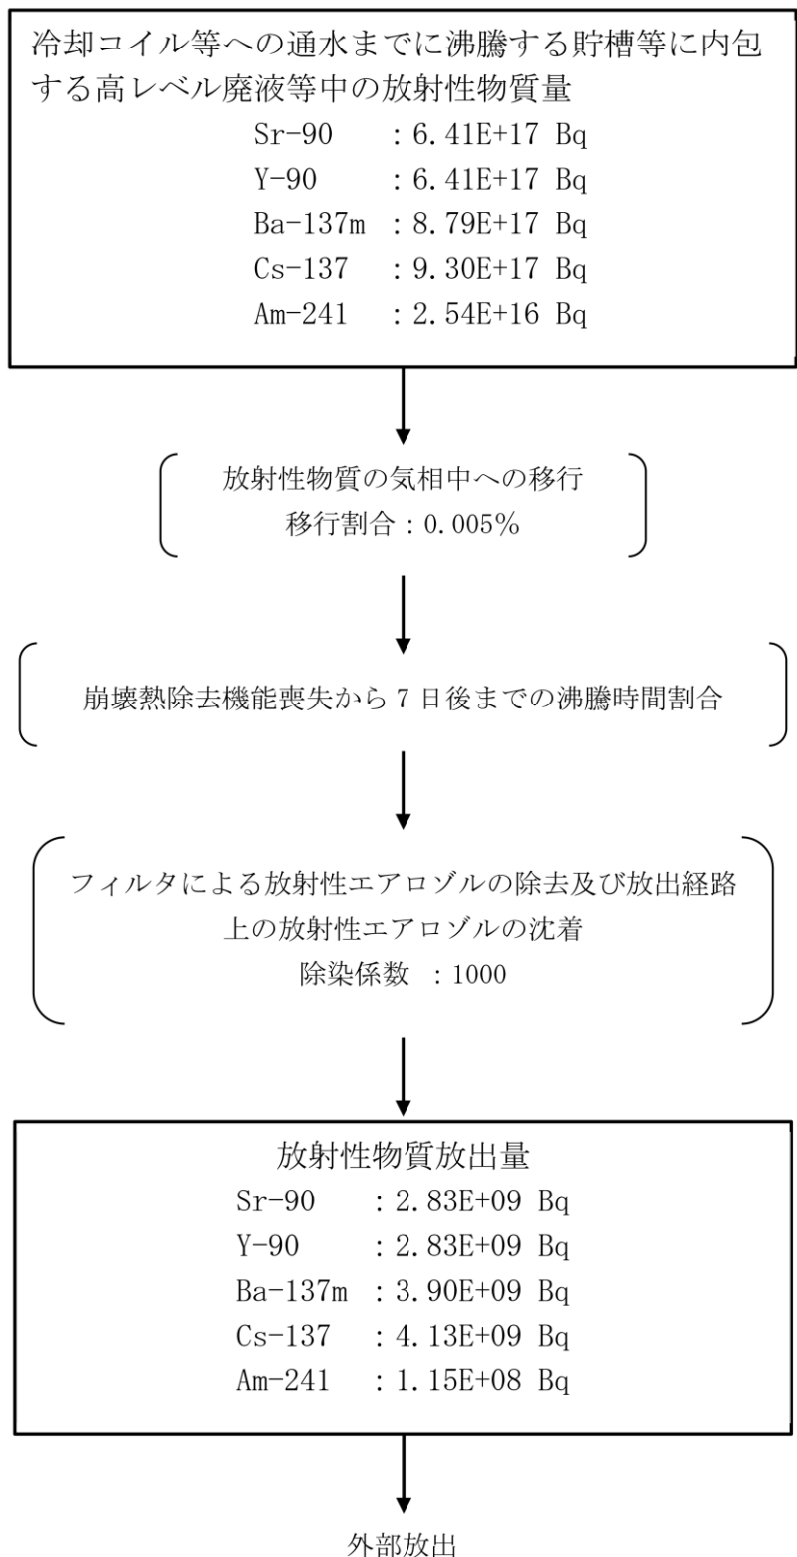 冷却コイル等への通水までに沸騰する貯槽等に内包
する高レベル廃液等中の放射性物質量
Sr-90 : 6.41E+17 Bq
Y-90 : 6.41E+17 Bq
Ba-137m : 8.79E+17 Bq
Cs-137 : 9.30E+17 Bq
Am-241 : 2.54E+16 Bq
放射性物質の気相中への移行
移行割合：0.005％
崩壊熱除去機能喪失から 7 日後までの沸騰時間割合
フィルタによる放射性エアロゾルの除去及び放出経路
上の放射性エアロゾルの沈着
除染係数 ：1000
放射性物質放出量
Sr-90 : 2.83E+09 Bq
Y-90 : 2.83E+09 Bq
Ba-137m : 3.90E+09 Bq
Cs-137 : 4.13E+09 Bq
Am-241 : 1.15E+08 Bq
外部放出